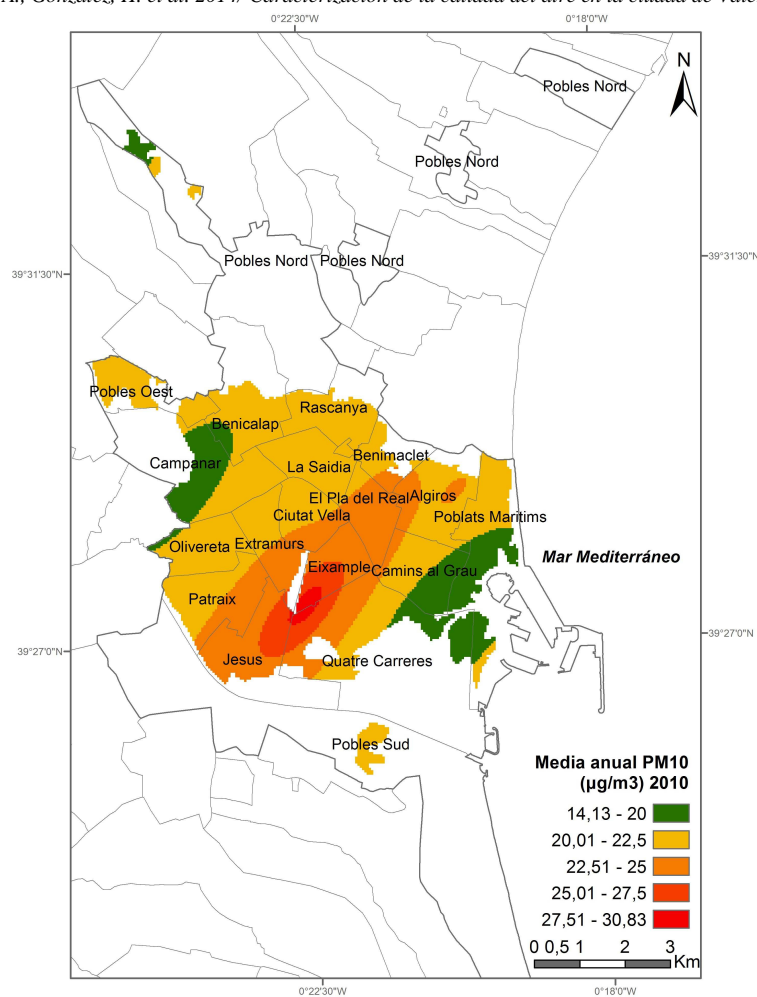 A., González, H. et al. 2014. Caracterización de la calidad del aire en la ciudad de
0°22'30"W
0°18'0"W
N
Pobles Nord
Pobles Nord
Pobles Nord
Pobles Nord
39°31'30"N
39°31'30"N
Pobles Oest
Rascanya
Benicalap
Benimaclet
Campanar
La Saidia
El Pla del Real
Algiros
Ciutat Vella
Poblats Maritims
Olivereta
Extramurs
Mar Mediterráneo
Eixample
Camins al Grau
Patraix
39°27'0"N
39°27'0"N
Jesus
Quatre Carreres
Pobles Sud
Media anual PM10
(µg/m3) 2010
14,13 - 20
20,01 - 22,5
22,51 - 25
25,01 - 27,5
27,51 - 30,83
0 0,5 1 2 3
Km
0°22'30"W
0°18'0"W